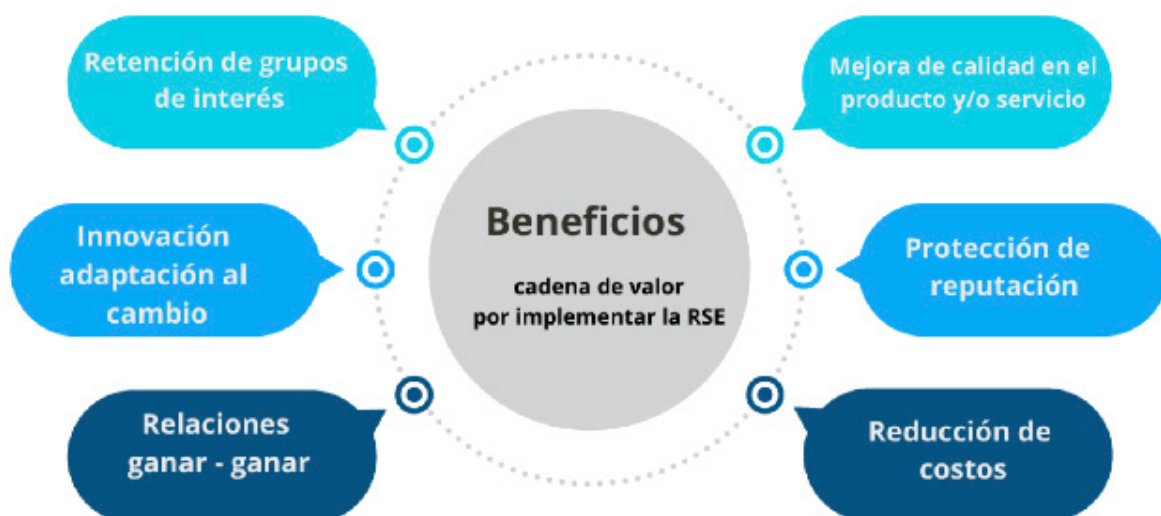 Retención de grupos
de interés
Mejora de calidad en el
producto y/o servicio
Innovación
adaptación al
cambio
Beneficios
cadena de valor
por implementar la RSE
Protección de
reputación
Relaciones
ganar - ganar
Reducción de
costos